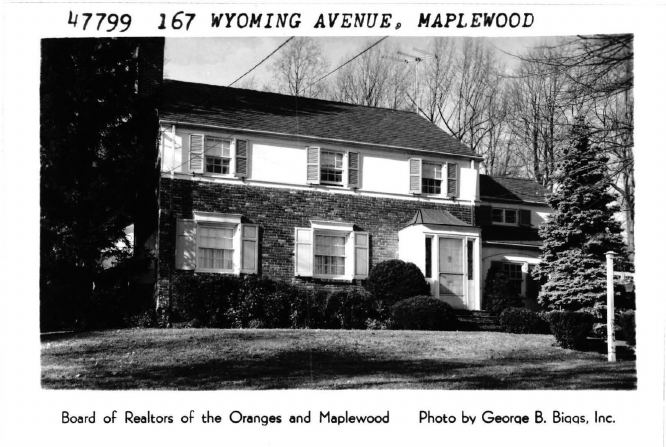 47799 167 WYOMING AVENUE, MAPLEWOOD
Board of Realtors of the Oranges and Maplewood Photo by George B. Biggs, Inc.